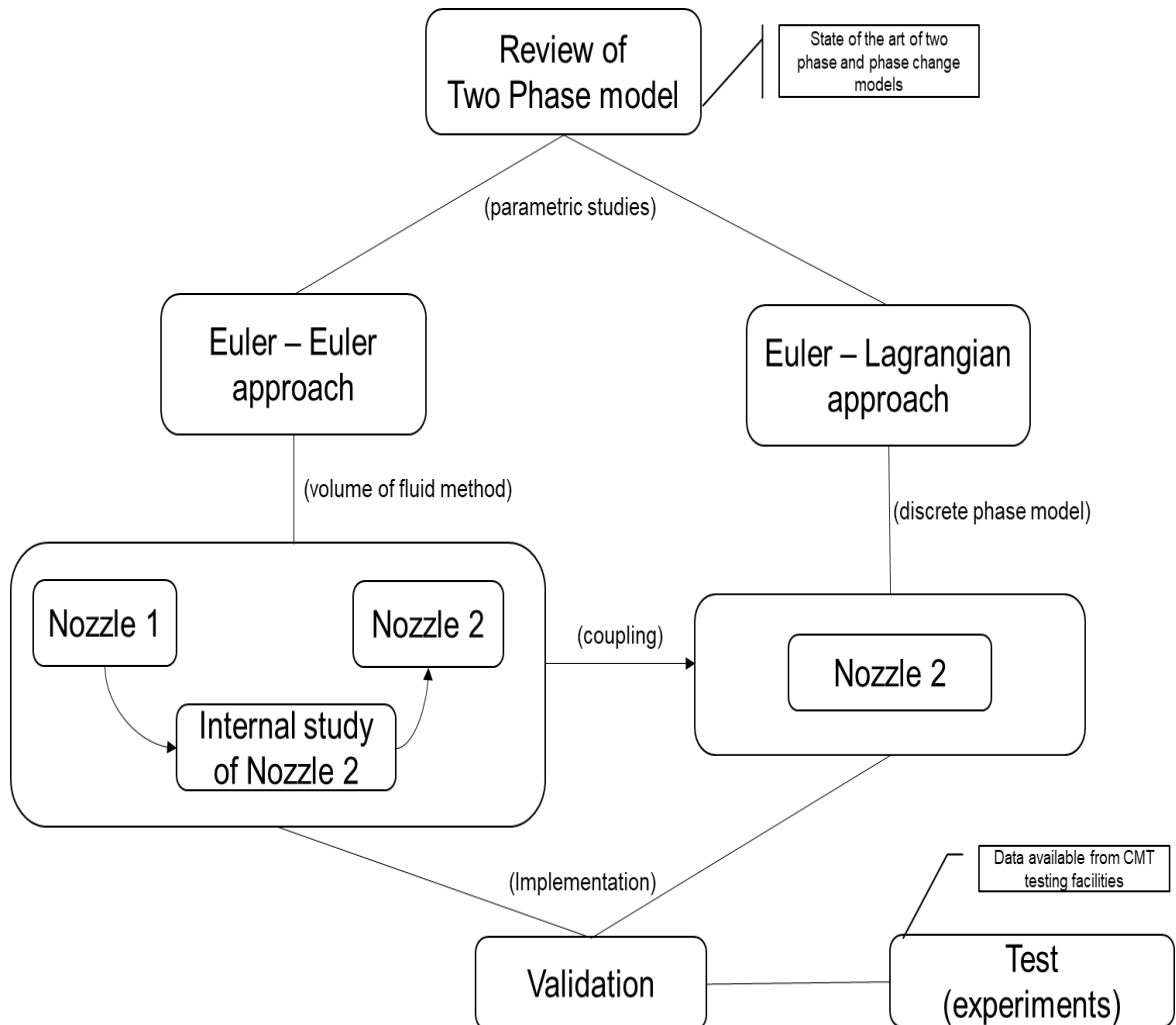 Review of
Two Phase model
State of the art of two
phase and phase change
models
(parametric studies)
Euler – Euler
approach
Euler – Lagrangian
approach
(volume of fluid method)
(discrete phase model)
Nozzle 1
Nozzle 2
Internal study
of Nozzle 2
(coupling)
Nozzle 2
(Implementation)
Data available from CMT
testing facilities
Validation
Test
(experiments)